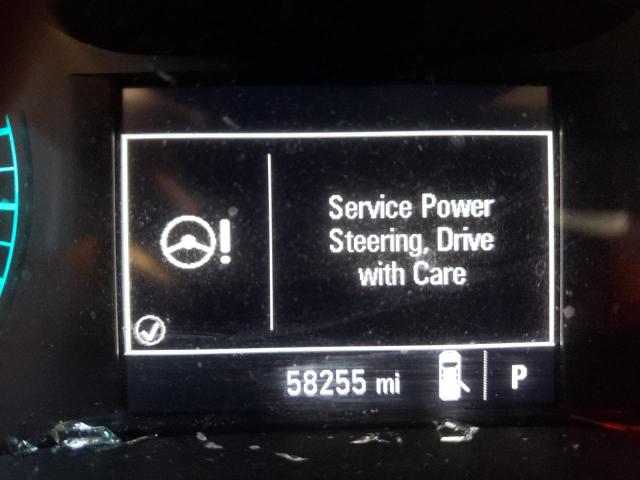 Service Power
Steering, Drive
with Care
58255 mi
P